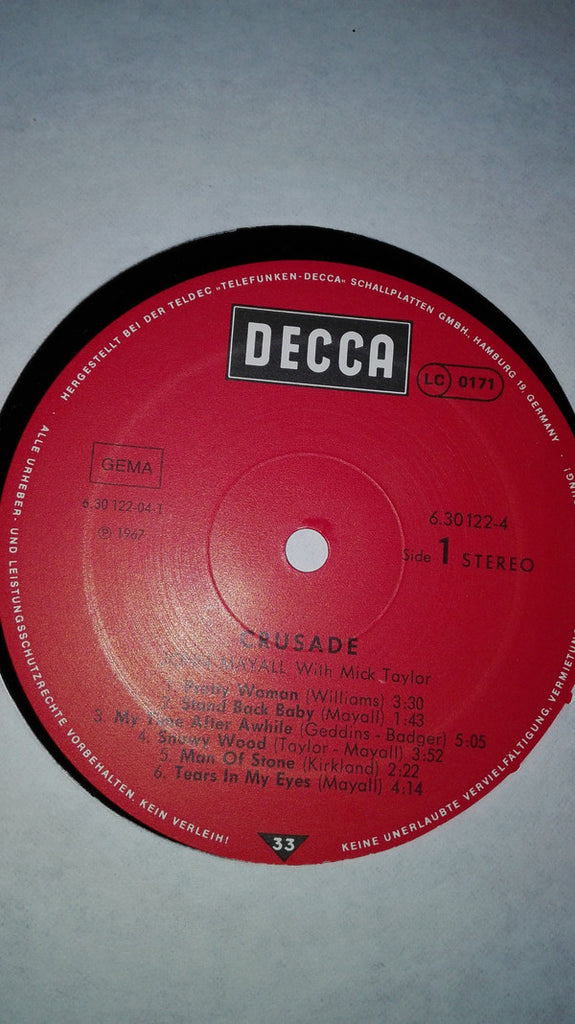 HERGESTELLT BEI DER TELDEC »TELEFUNKEN-DECCA« SCHALLPLATTEN GMBH., HAMBURG 19, GERMANY
DECCA
LC 0171
GEMA
6.30 122-04-1
℗ 1967
6.30122-4
Side 1 STEREO
CRUSADE
JOHN MAYALL With Mick Taylor
1. Pretty Woman (Williams) 3:30
2. Stand Back Baby (Mayall) 1:43
3. My Time After Awhile (Geddins - Badger) 5:05
4. Snowy Wood (Taylor - Mayall) 3:52
5. Man Of Stone (Kirkland) 2:22
6. Tears In My Eyes (Mayall) 4:14
33
ALLE URHEBER- UND LEISTUNGSSCHUTZRECHTE VORBEHALTEN. KEIN VERLEIH!
KEINE UNERLAUBTE VERVIELFÄLTIGUNG, VERMIETUN